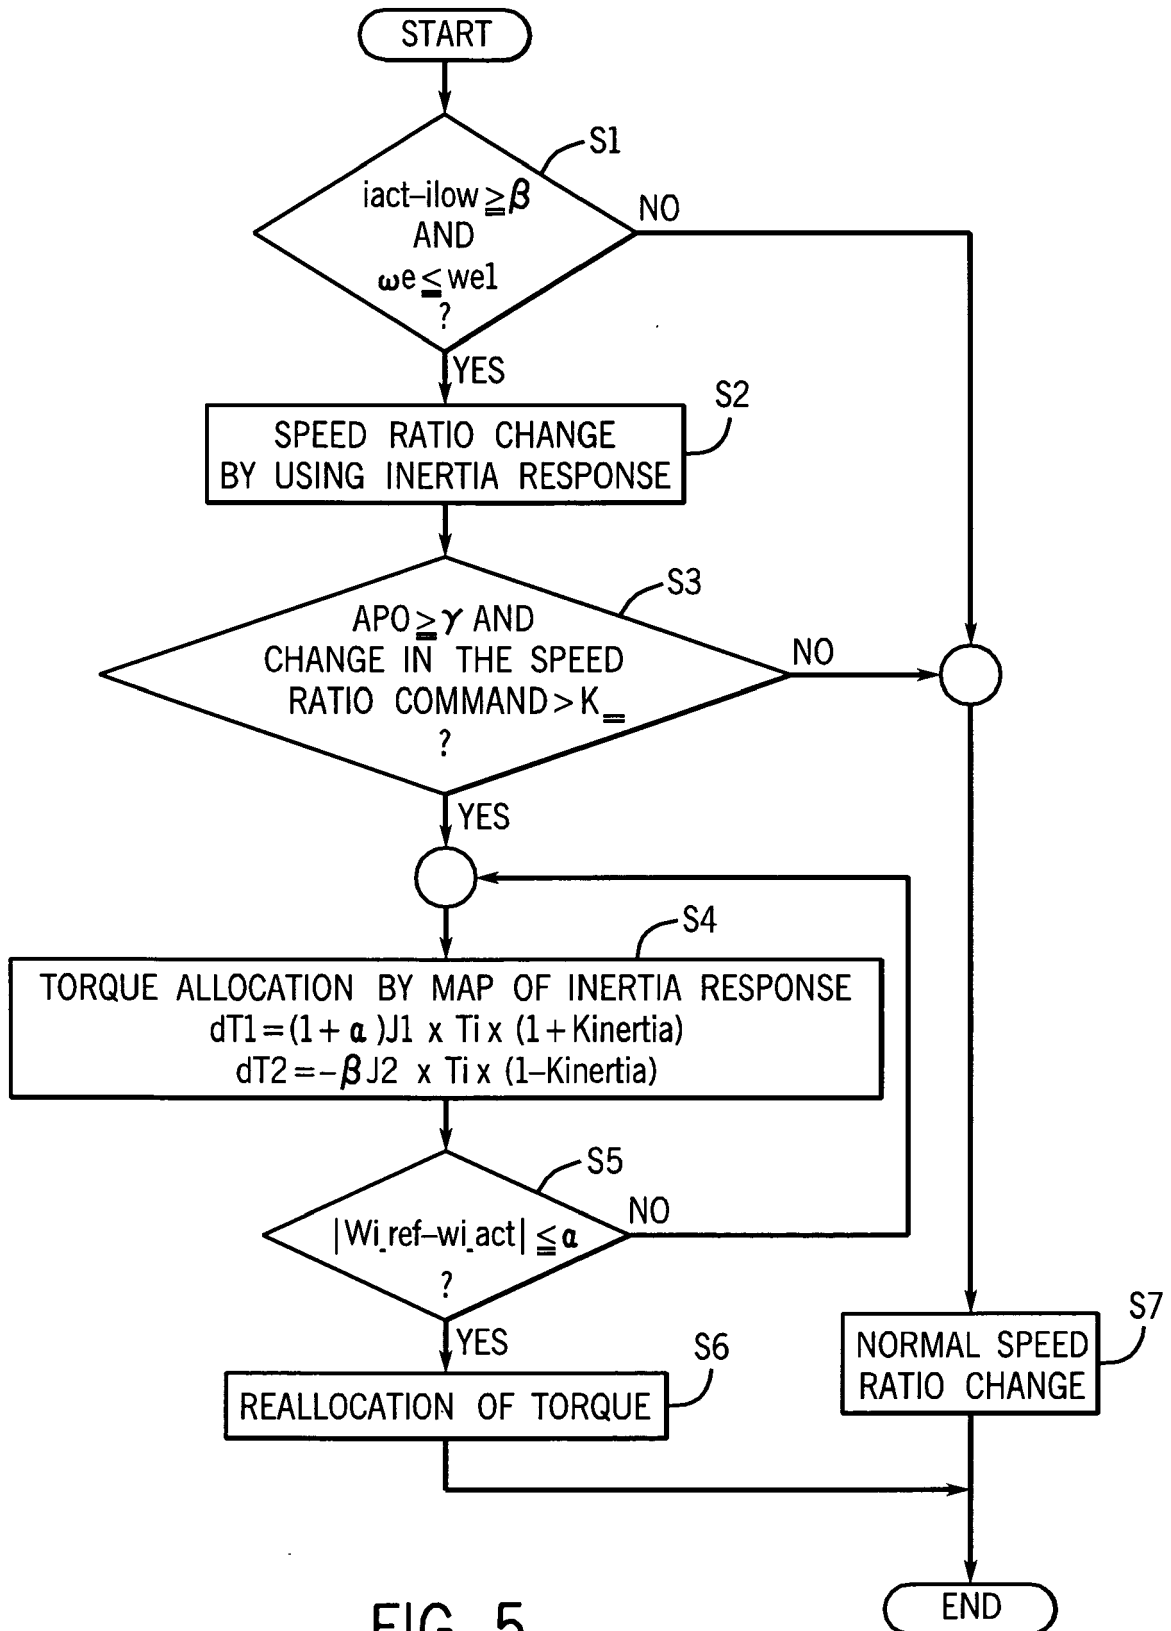 START
S1
iact–ilow ≧ β
AND
ωe ≦ we1
?
NO
YES
S2
SPEED RATIO CHANGE
BY USING INERTIA RESPONSE
S3
APO ≧ γ AND
CHANGE IN THE SPEED
RATIO COMMAND > K
?
NO
YES
S4
TORQUE ALLOCATION BY MAP OF INERTIA RESPONSE
dT1 = (1 + α )J1 x Ti x (1 + Kinertia)
dT2 = –βJ2 x Ti x (1–Kinertia)
S5
|Wi_ref–wi_act| ≦ α
?
NO
YES
S6
REALLOCATION OF TORQUE
S7
NORMAL SPEED
RATIO CHANGE
END
FIG. 5